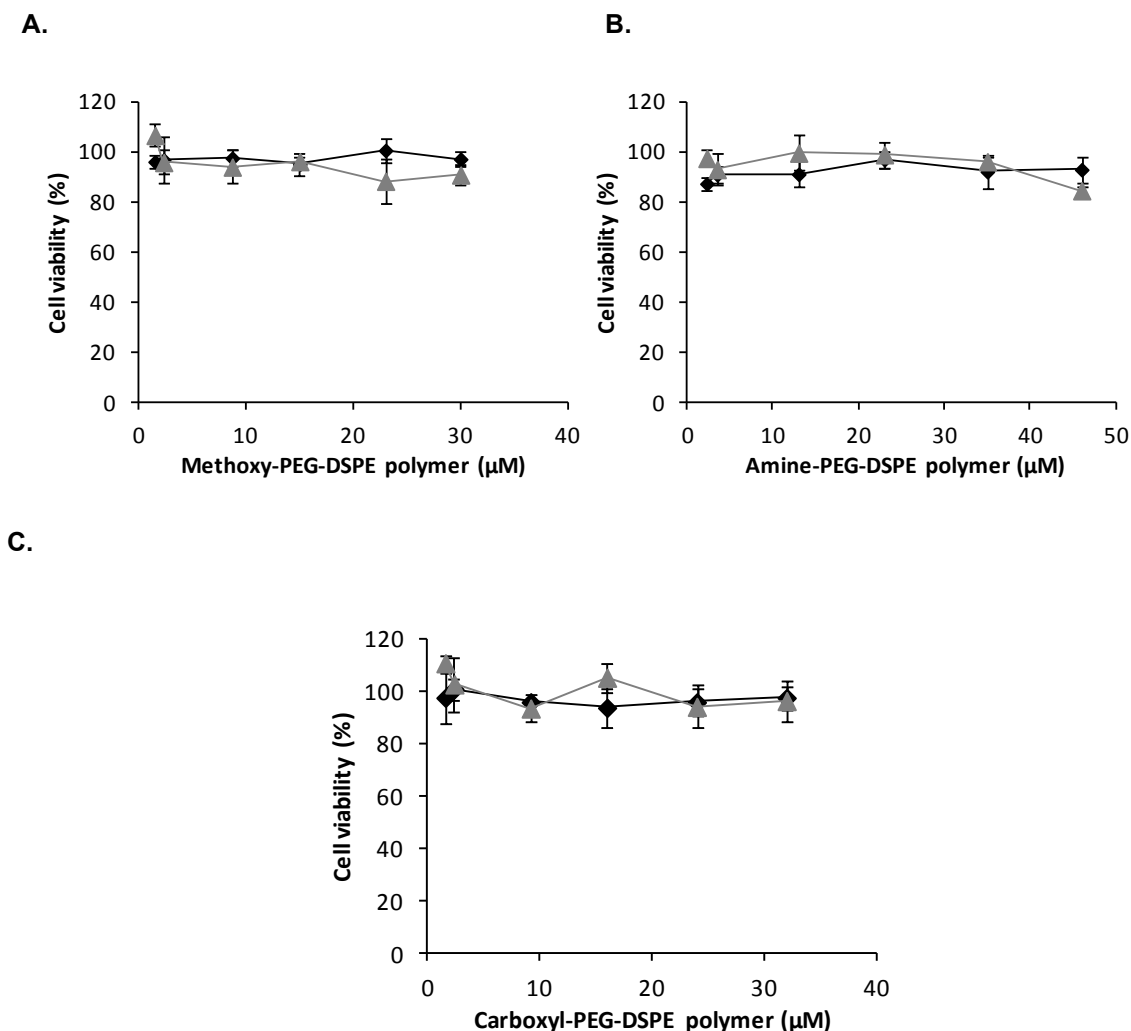 A.
B.
120
100
80
60
40
20
0
Cell viability (%)
0 10 20 30 40
Methoxy-PEG-DSPE polymer (µM)
120
100
80
60
40
20
0
Cell viability (%)
0 10 20 30 40 50
Amine-PEG-DSPE polymer (µM)
C.
120
100
80
60
40
20
0
Cell viability (%)
0 10 20 30 40
Carboxyl-PEG-DSPE polymer (µM)